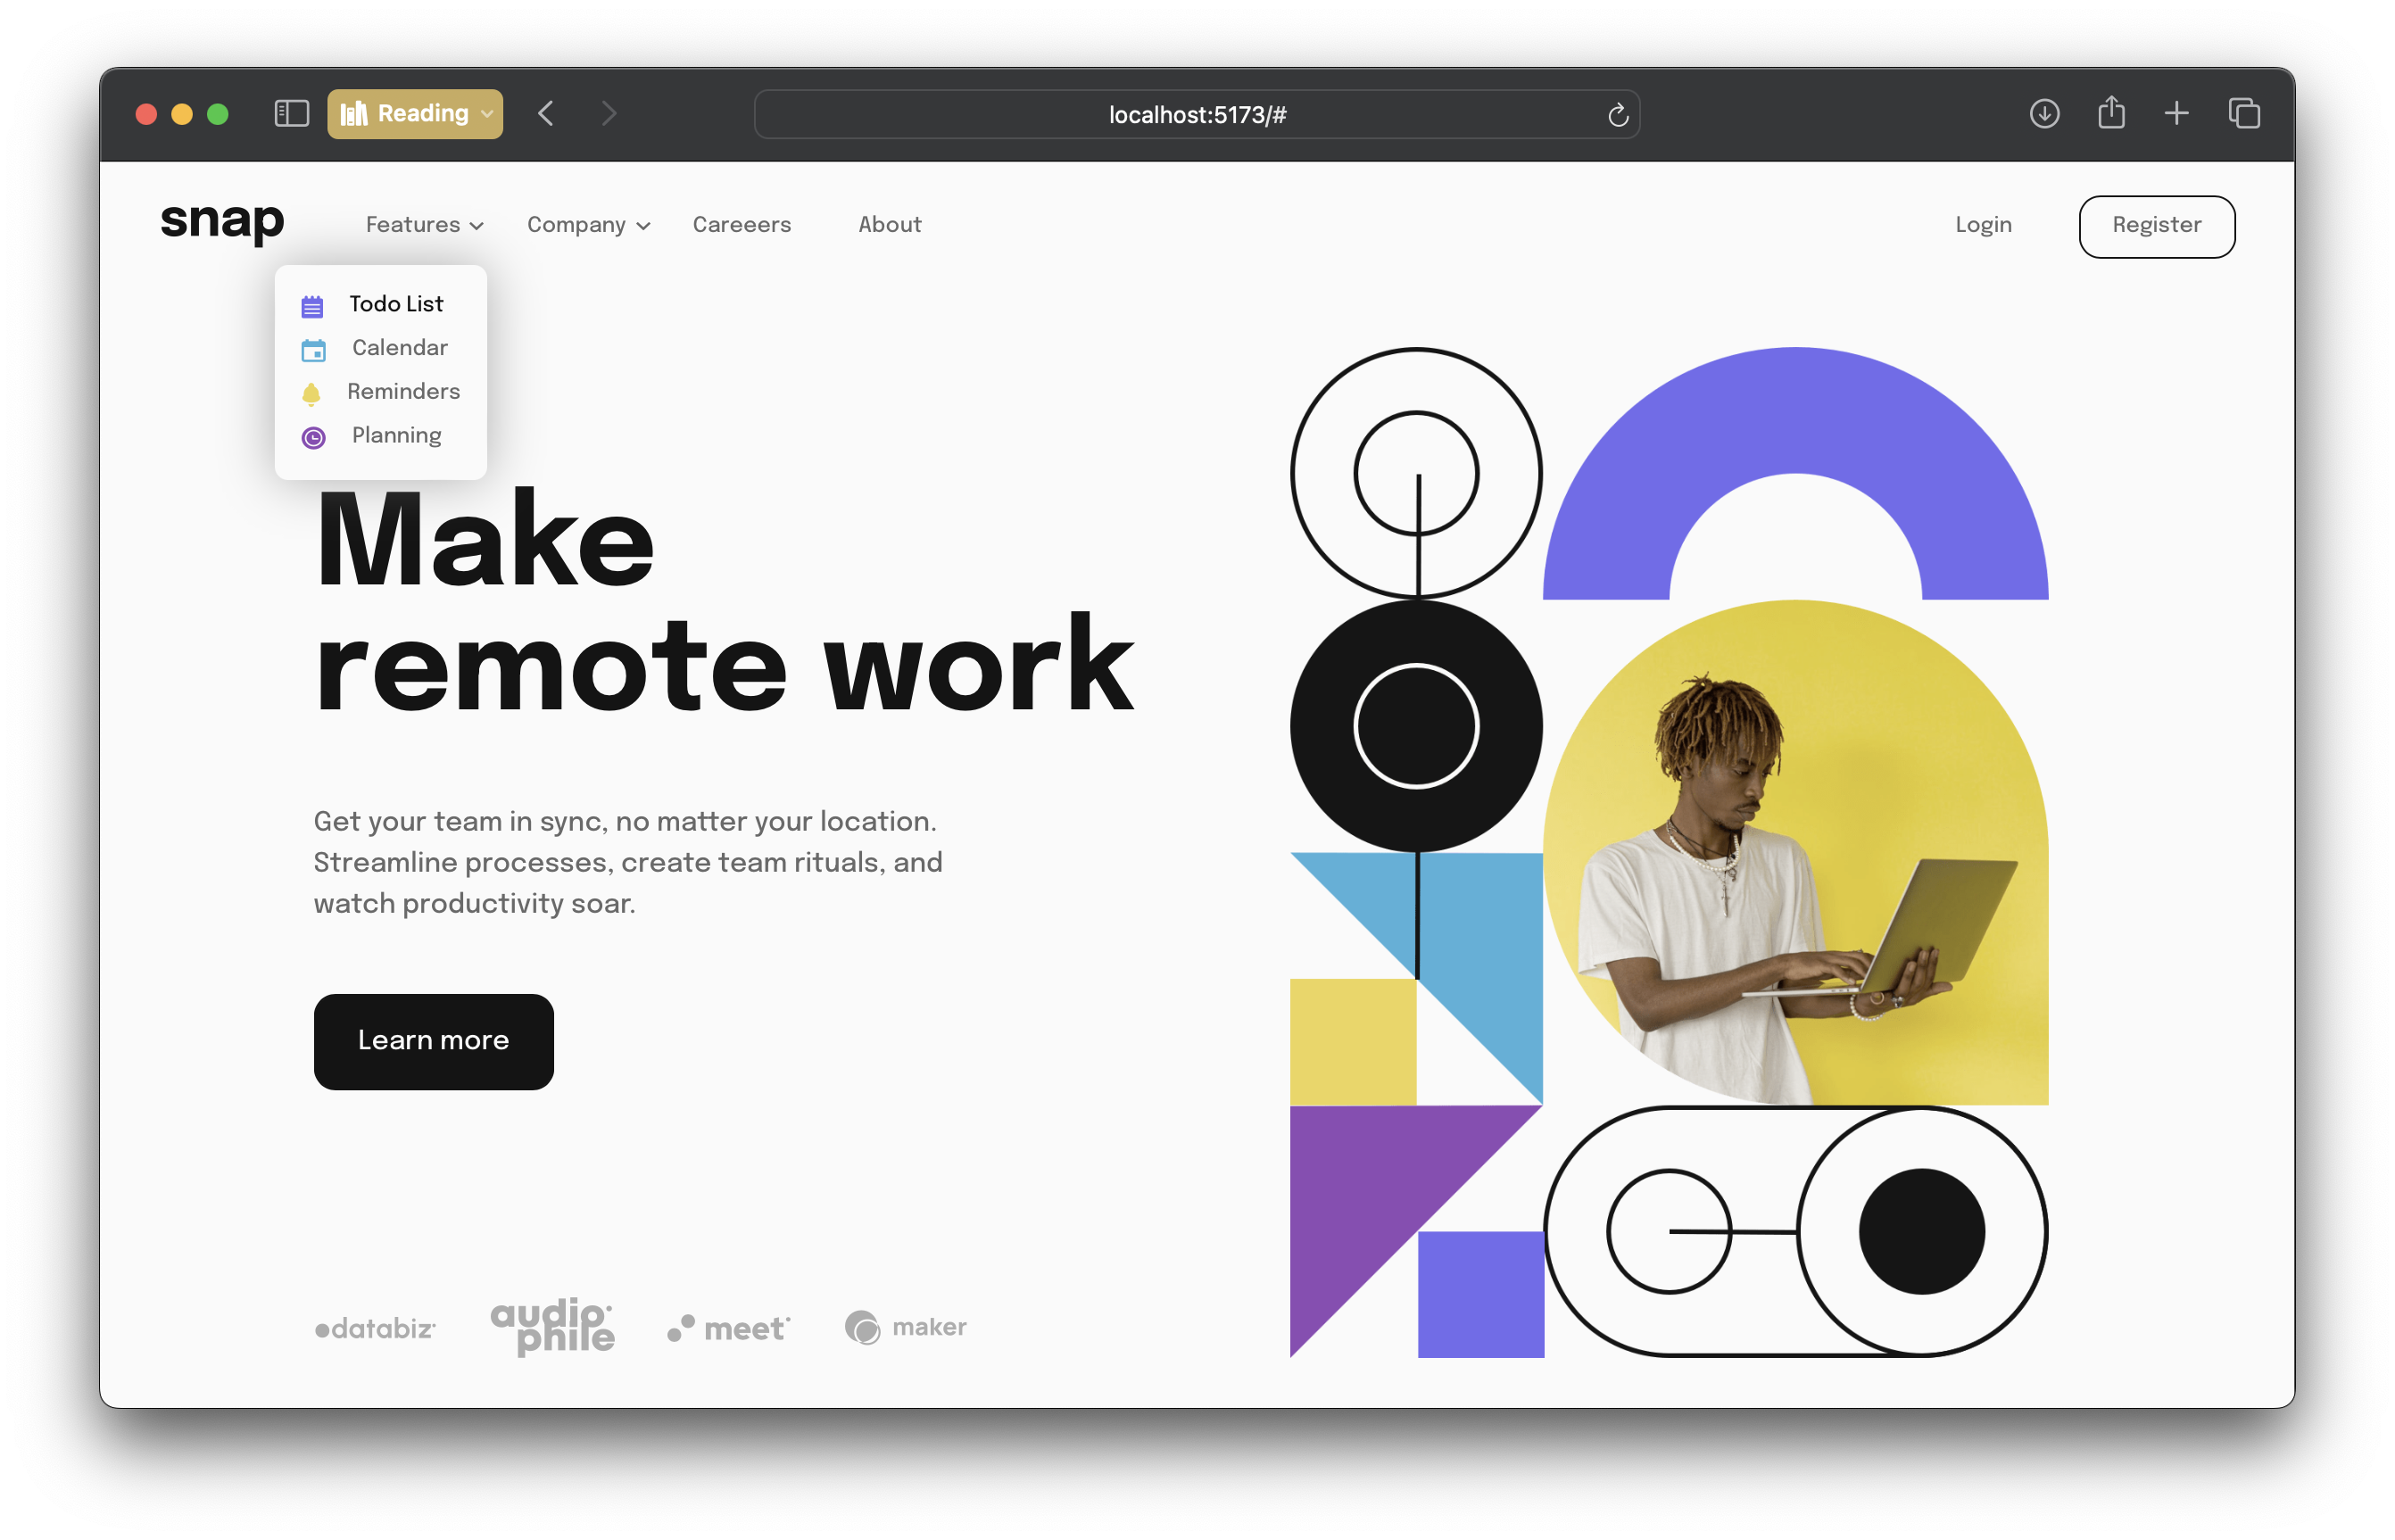 Reading
localhost:5173/#
snap Features Company Careeers About Login Register
Todo List
Calendar
Reminders
Planning
Make
remote work
Get your team in sync, no matter your location.
Streamline processes, create team rituals, and
watch productivity soar.
Learn more
databiz
audio
phile
meet
maker